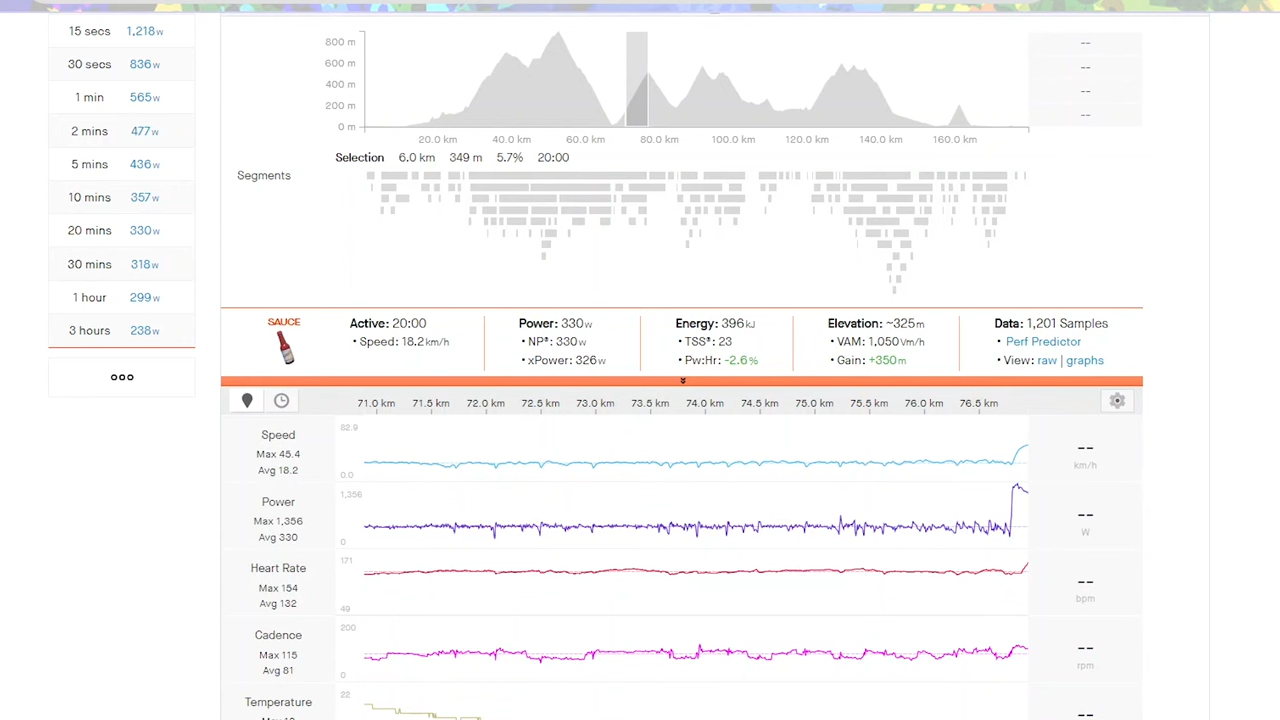 15 secs 1,218w
30 secs 836w
1 min 565w
2 mins 477w
5 mins 436w
10 mins 357w
20 mins 330w
30 mins 318w
1 hour 299w
3 hours 238w
800 m
600 m
400 m
200 m
0 m
20.0 km 40.0 km 60.0 km 80.0 km 100.0 km 120.0 km 140.0 km 160.0 km
--
--
--
--
Selection 6.0 km 349 m 5.7% 20:00
Segments
SAUCE
Active: 20:00
• Speed: 18.2km/h
Power: 330w
• NP®: 330w
• xPower: 326w
Energy: 396kJ
• TSS®: 23
• Pw:Hr: -2.6%
Elevation: ~325m
• VAM: 1,050Vm/h
• Gain: +350m
Data: 1,201 Samples
• Perf Predictor
• View: raw | graphs
71.0 km 71.5 km 72.0 km 72.5 km 73.0 km 73.5 km 74.0 km 74.5 km 75.0 km 75.5 km 76.0 km 76.5 km
Speed
Max 45.4
Avg 18.2
82.9
0.0
--
km/h
Power
Max 1,356
Avg 330
1,356
0
--
W
Heart Rate
Max 154
Avg 132
171
49
--
bpm
Cadence
Max 115
Avg 81
200
0
--
rpm
Temperature
22
--